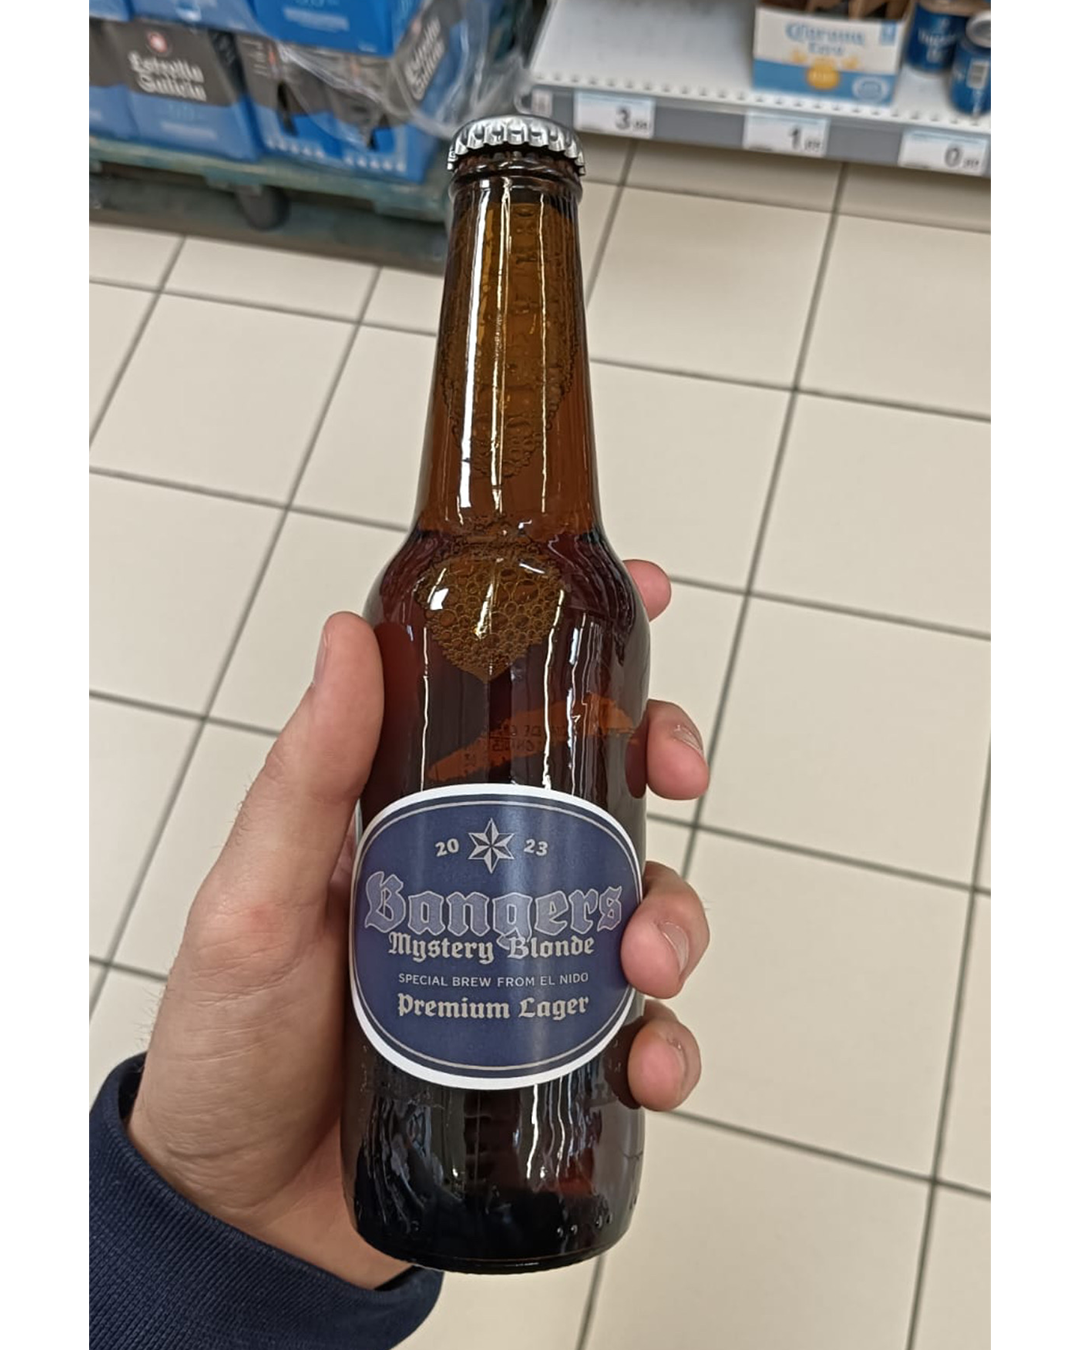 Estrella
Galicia
Corona
3
1
0
20 23
Bangers
Mystery Blonde
SPECIAL BREW FROM EL NIDO
Premium Lager